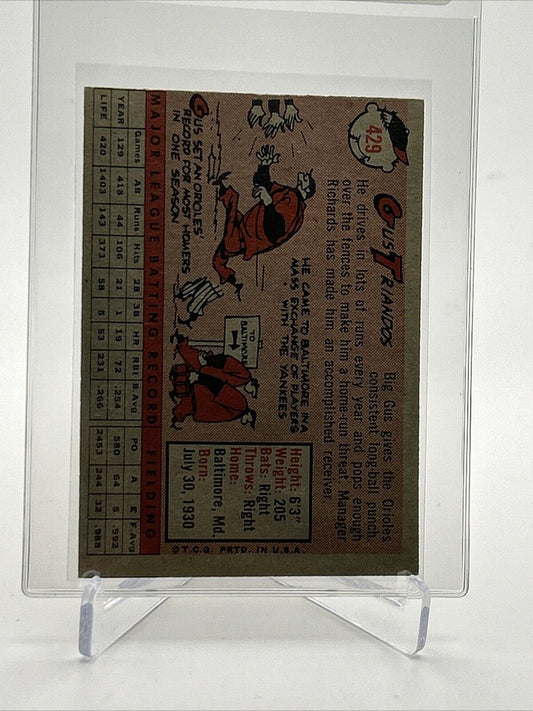 429
GUS TRIANDOS
Big Gus gives the Orioles
consistent long-ball punch.
He drives in lots of runs every year and pops enough
over the fences to make him a home-run threat. Manager
Richards has made him an accomplished receiver.
GUS SET AN ORIOLES'
RECORD FOR MOST HOMERS
IN ONE SEASON
HE CAME TO BALTIMORE IN A
MASS EXCHANGE OF PLAYERS
WITH THE YANKEES
TO
BALTIMORE
Height: 6'3"
Weight: 205
Bats: Right
Throws: Right
Home:
Baltimore, Md.
Born:
July 30, 1930
© T.C.G. PRTD. IN U.S.A.
MAJOR LEAGUE BATTING RECORD FIELDING
Games AB Runs Hits 2B 3B HR RBI B.Avg PO A E F.Avg
YEAR 129 418 44 106 21 1 19 72 .254 580 64 5 .992
LIFE 420 1403 143 373 58 5 53 231 .266 2453 244 32 .988